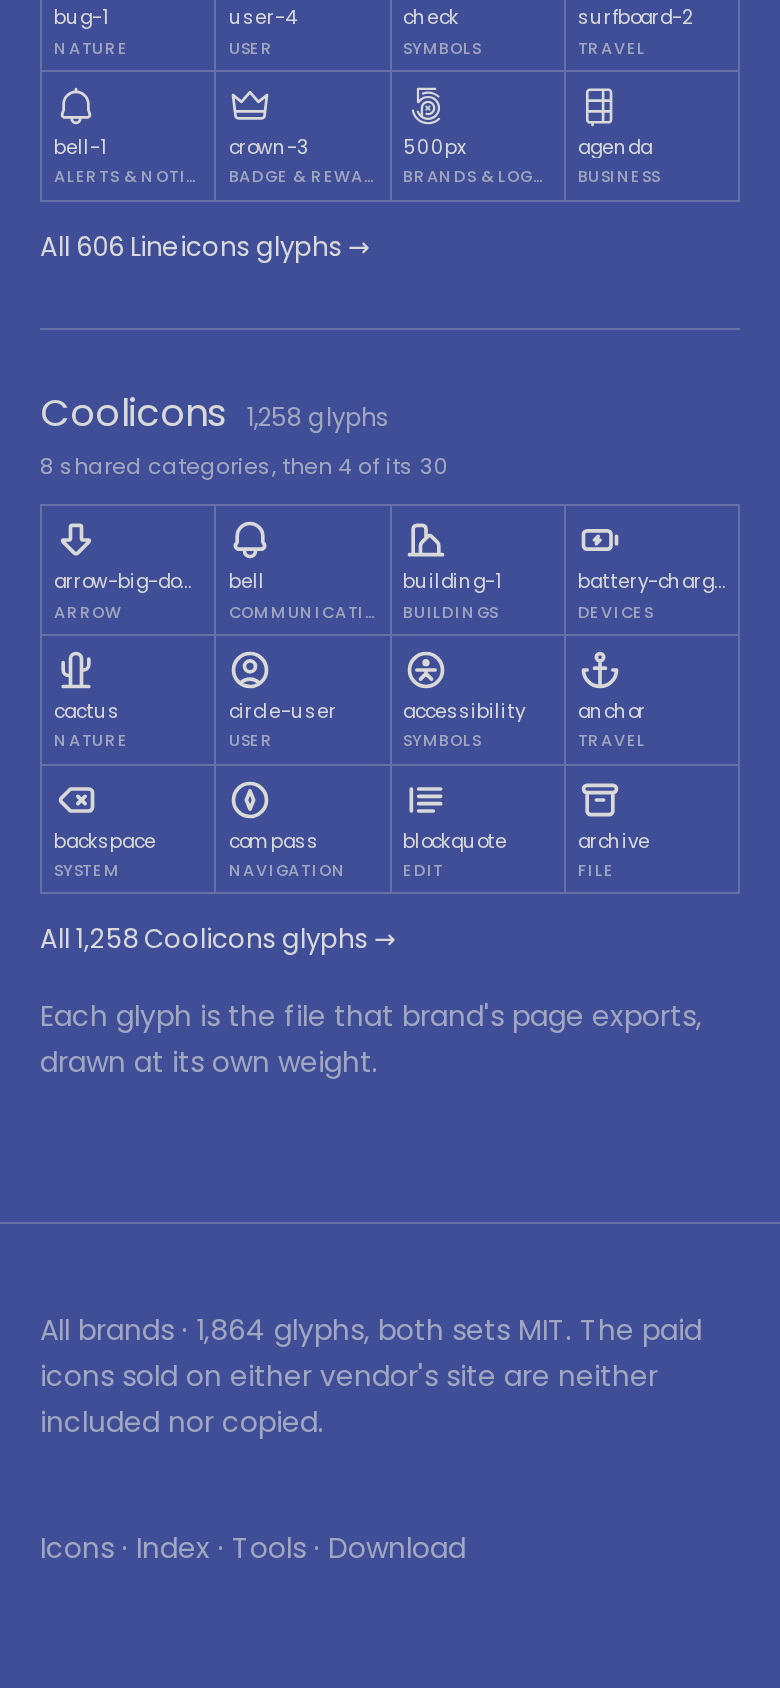 bug-1 user-4 check surfboard-2
NATURE USER SYMBOLS TRAVEL
bell-1 crown-3 500px agenda
ALERTS & NOTI… BADGE & REWA… BRANDS & LOG… BUSINESS
All 606 Lineicons glyphs →
Coolicons 1,258 glyphs
8 shared categories, then 4 of its 30
arrow-big-do… bell building-1 battery-charg…
ARROW COMMUNICATI… BUILDINGS DEVICES
cactus circle-user accessibility anchor
NATURE USER SYMBOLS TRAVEL
backspace compass blockquote archive
SYSTEM NAVIGATION EDIT FILE
All 1,258 Coolicons glyphs →
Each glyph is the file that brand's page exports,
drawn at its own weight.
All brands · 1,864 glyphs, both sets MIT. The paid
icons sold on either vendor's site are neither
included nor copied.
Icons · Index · Tools · Download